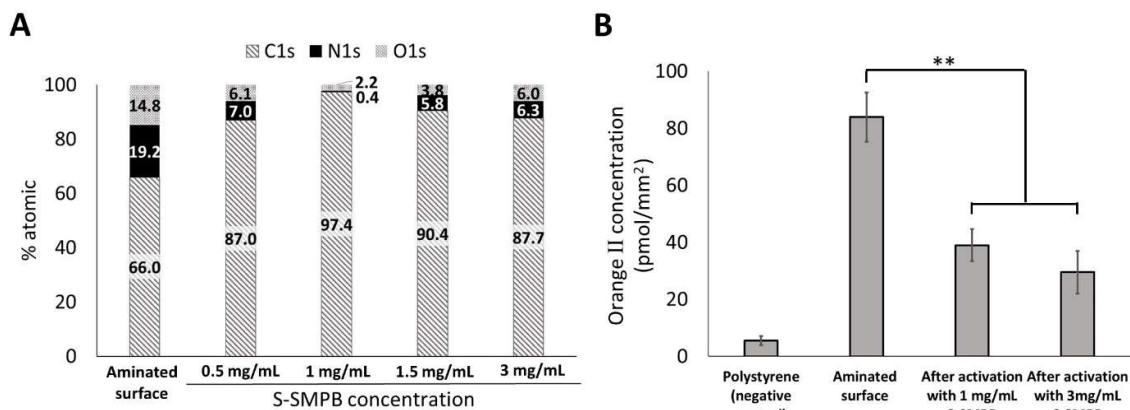 A
C1s N1s O1s
100
80
60
40
20
0
% atomic
14.8
19.2
66.0
6.1
7.0
87.0
2.2
0.4
97.4
3.8
5.8
90.4
6.0
6.3
87.7
Aminated
surface
0.5 mg/mL
1 mg/mL
1.5 mg/mL
3 mg/mL
S-SMPB concentration
B
**
100
80
60
40
20
0
Orange II concentration
(pmol/mm²)
Polystyrene
(negative
Aminated
surface
After activation
with 1 mg/mL
After activation
with 3mg/mL